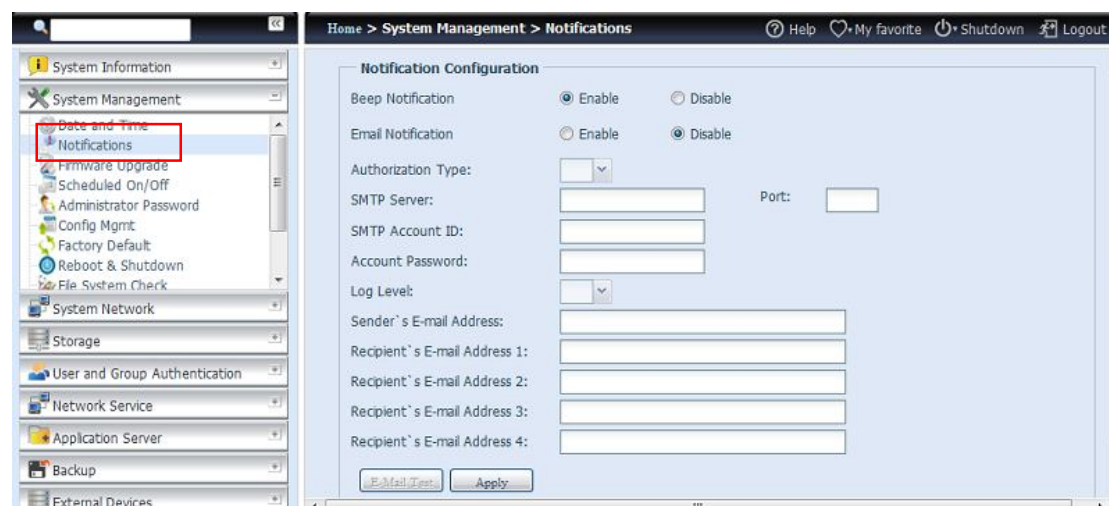 Home > System Management > Notifications
Help My favorite Shutdown Logout
System Information
System Management
Date and Time
Notifications
Firmware Upgrade
Scheduled On/Off
Administrator Password
Config Mgmt
Factory Default
Reboot & Shutdown
File System Check
System Network
Storage
User and Group Authentication
Network Service
Application Server
Backup
External Devices
Notification Configuration
Beep Notification Enable Disable
Email Notification Enable Disable
Authorization Type:
SMTP Server: Port:
SMTP Account ID:
Account Password:
Log Level:
Sender`s E-mail Address:
Recipient`s E-mail Address 1:
Recipient`s E-mail Address 2:
Recipient`s E-mail Address 3:
Recipient`s E-mail Address 4:
E-Mail Test Apply